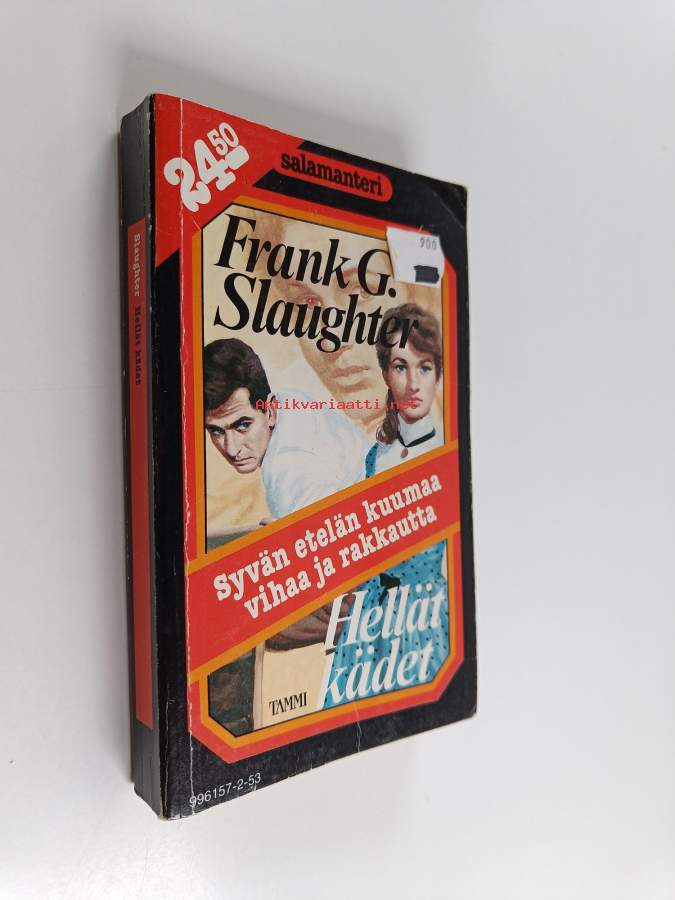 24.50
salamanteri
900
Frank G.
Slaughter
Antikvariaatti.net
Syvän etelän kuumaa
vihaa ja rakkautta
Hellät
kädet
TAMMI
996157-2-53
Slaughter Hellät kädet